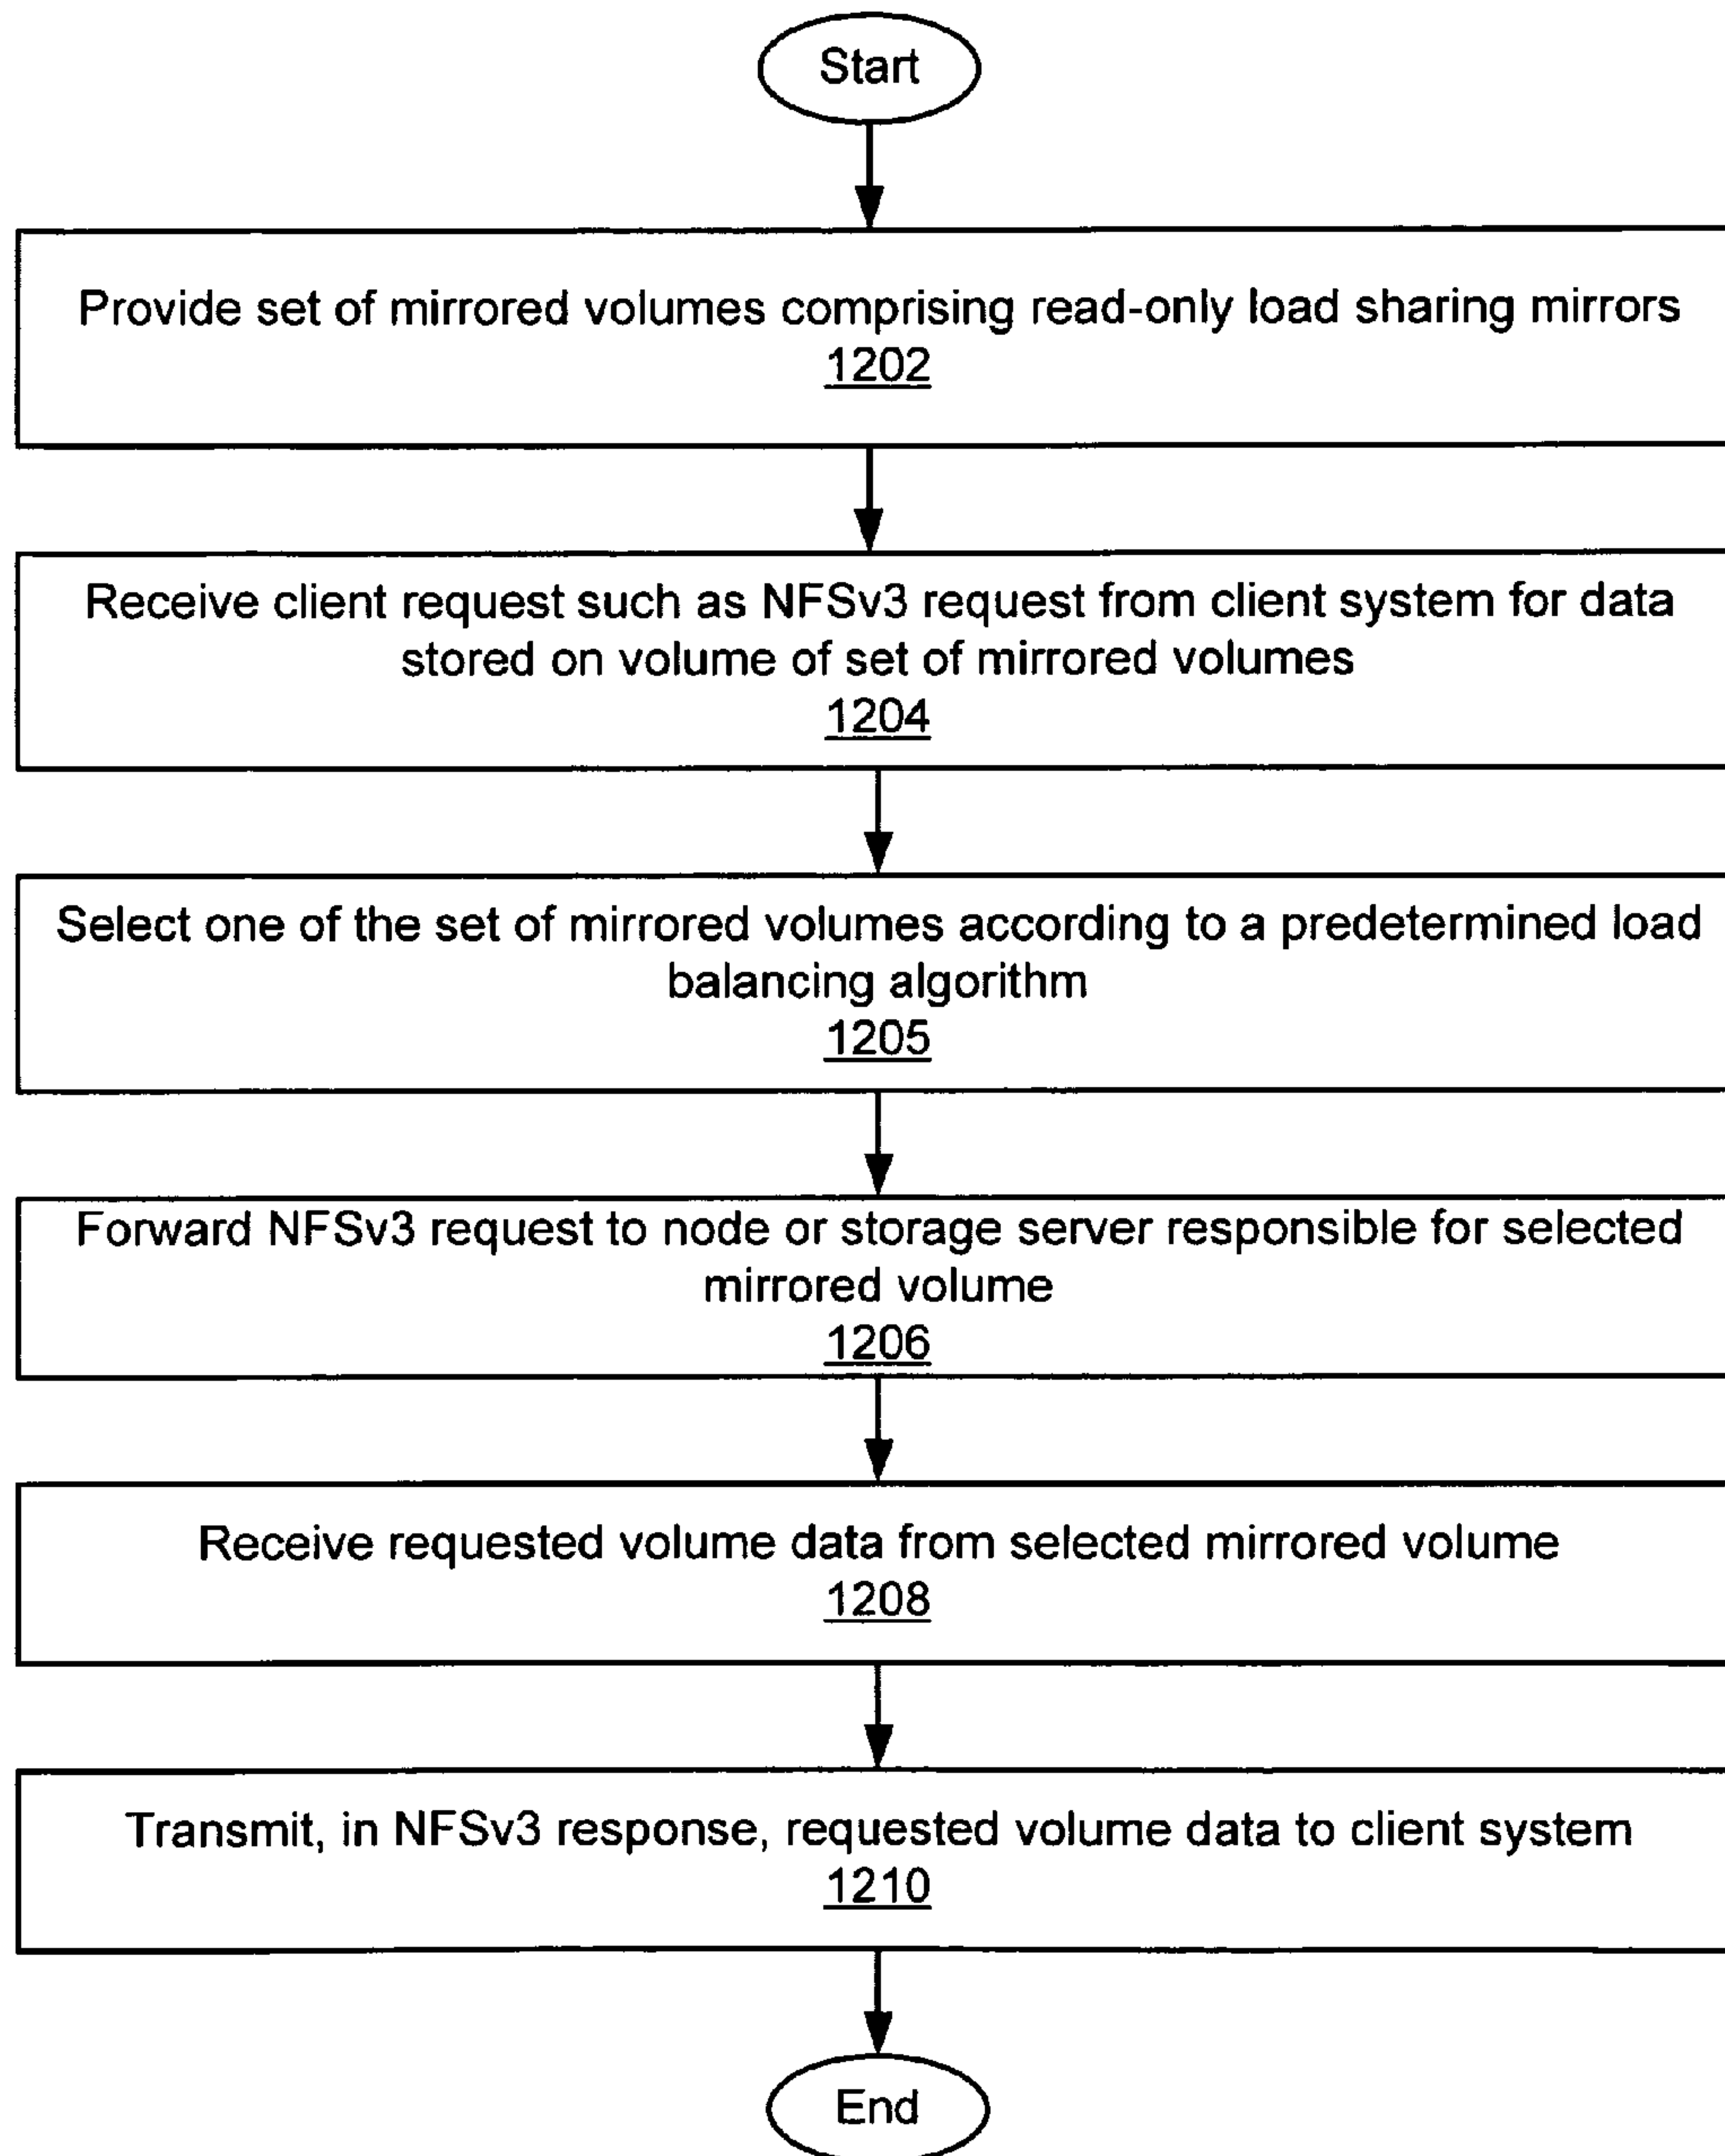 Start
Provide set of mirrored volumes comprising read-only load sharing mirrors
1202
Receive client request such as NFSv3 request from client system for data
stored on volume of set of mirrored volumes
1204
Select one of the set of mirrored volumes according to a predetermined load
balancing algorithm
1205
Forward NFSv3 request to node or storage server responsible for selected
mirrored volume
1206
Receive requested volume data from selected mirrored volume
1208
Transmit, in NFSv3 response, requested volume data to client system
1210
End